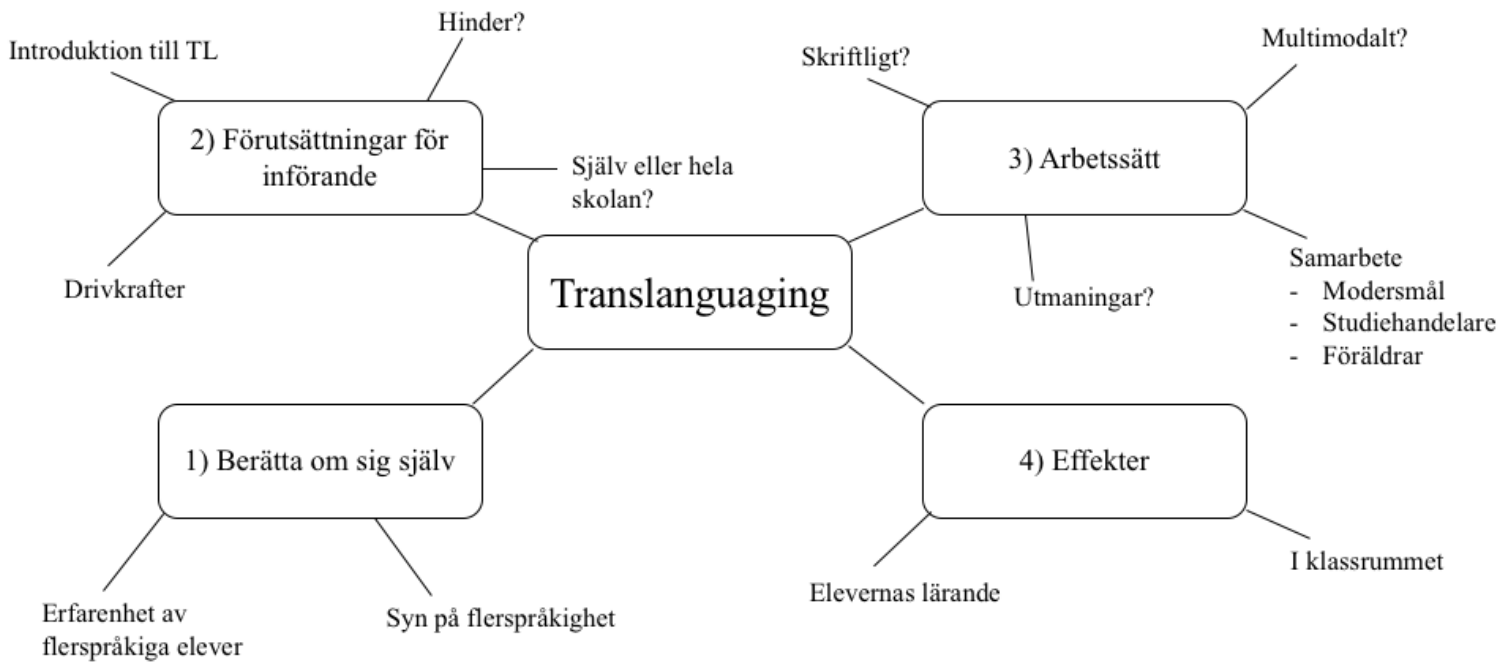 Hinder?
Introduktion till TL
2) Förutsättningar för
införande
Själv eller hela
skolan?
Drivkrafter
Skriftligt?
Multimodalt?
3) Arbetssätt
Utmaningar?
Samarbete
- Modersmål
- Studiehandelare
- Föräldrar
Translanguaging
1) Berätta om sig själv
Erfarenhet av
flerspråkiga elever
Syn på flerspråkighet
4) Effekter
Elevernas lärande
I klassrummet